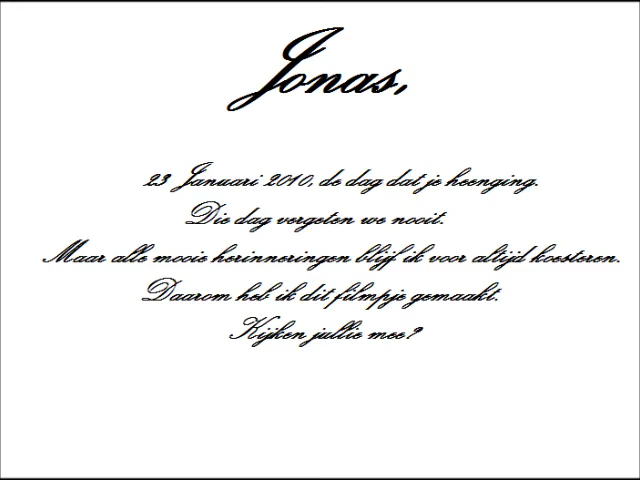 Jonas,
23 Januari 2010, de dag dat je heenging.
Die dag vergeten we nooit.
Maar alle mooie herinneringen blijf ik voor altijd koesteren.
Daarom heb ik dit filmpje gemaakt.
Kijken jullie mee?